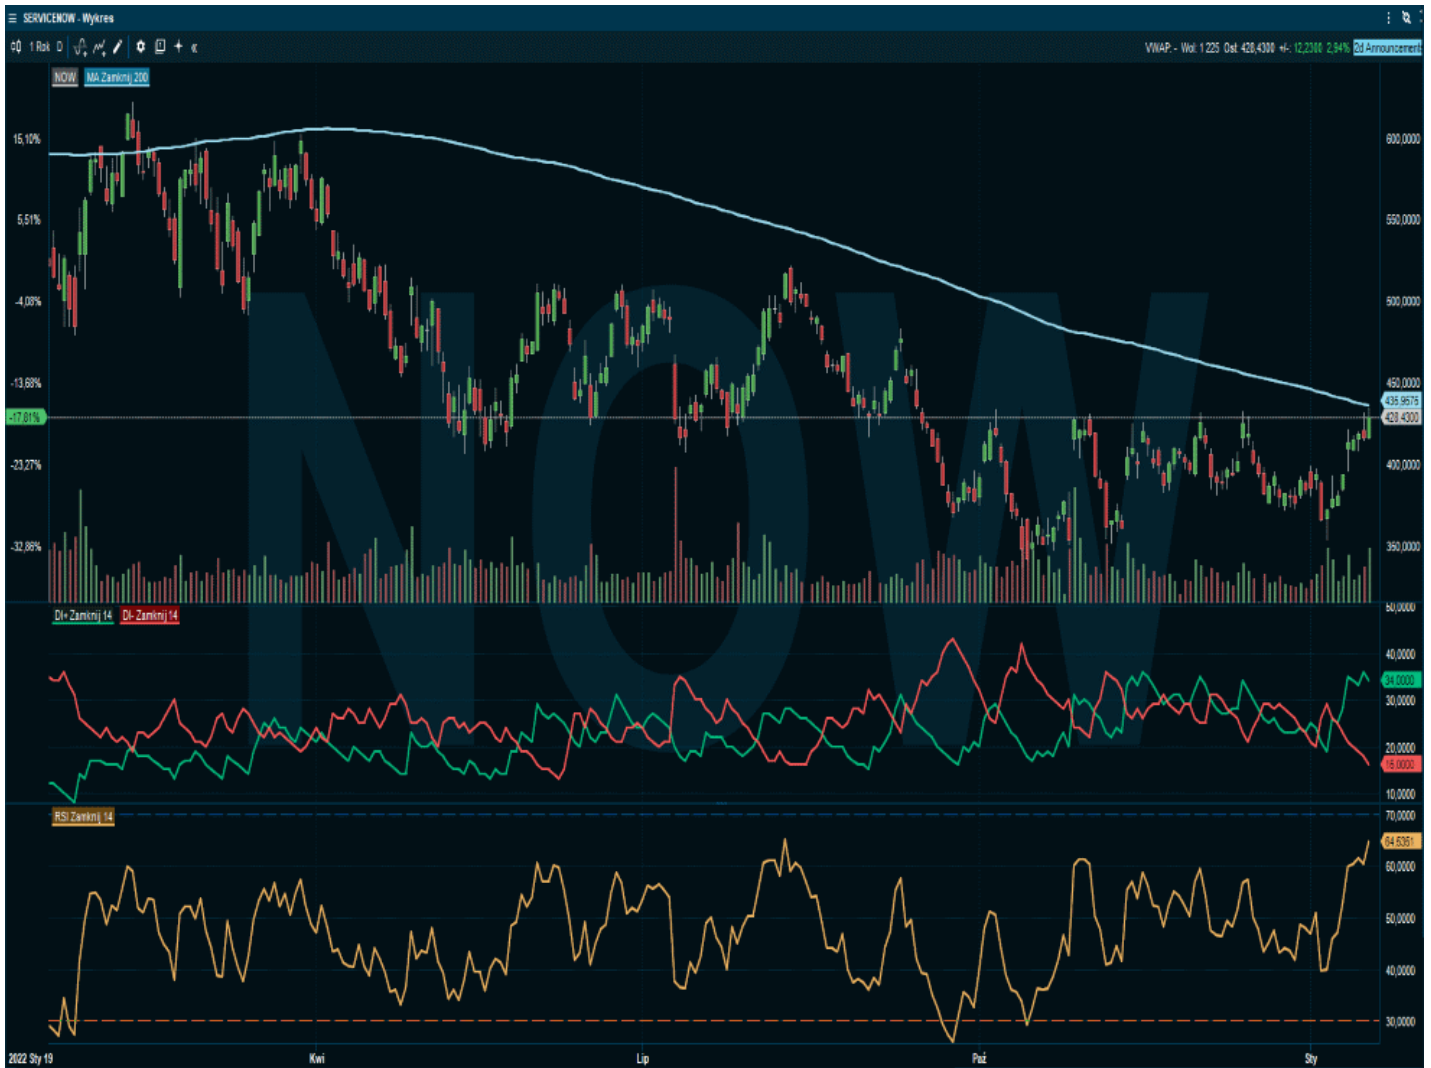 SERVICENOW - Wykres
1 Rok D
VWAP: - Wol: 1 225 Ost: 428,4300 +/-: 12,2300 2,94% 2d Announcement
NOW MA Zamknij 200
15,10% 600,0000
5,51% 550,0000
-4,08% 500,0000
-13,68% 450,0000
435,9575
-17,81% 428,4300
-23,27% 400,0000
-32,86% 350,0000
NOW
DI+ Zamknij 14 DI- Zamknij 14
50,0000
40,0000
34,0000
30,0000
20,0000
10,0000
RSI Zamknij 14
70,0000
60,0000
50,0000
40,0000
30,0000
2022 Sty 19 Kwi Lip Paź Sty